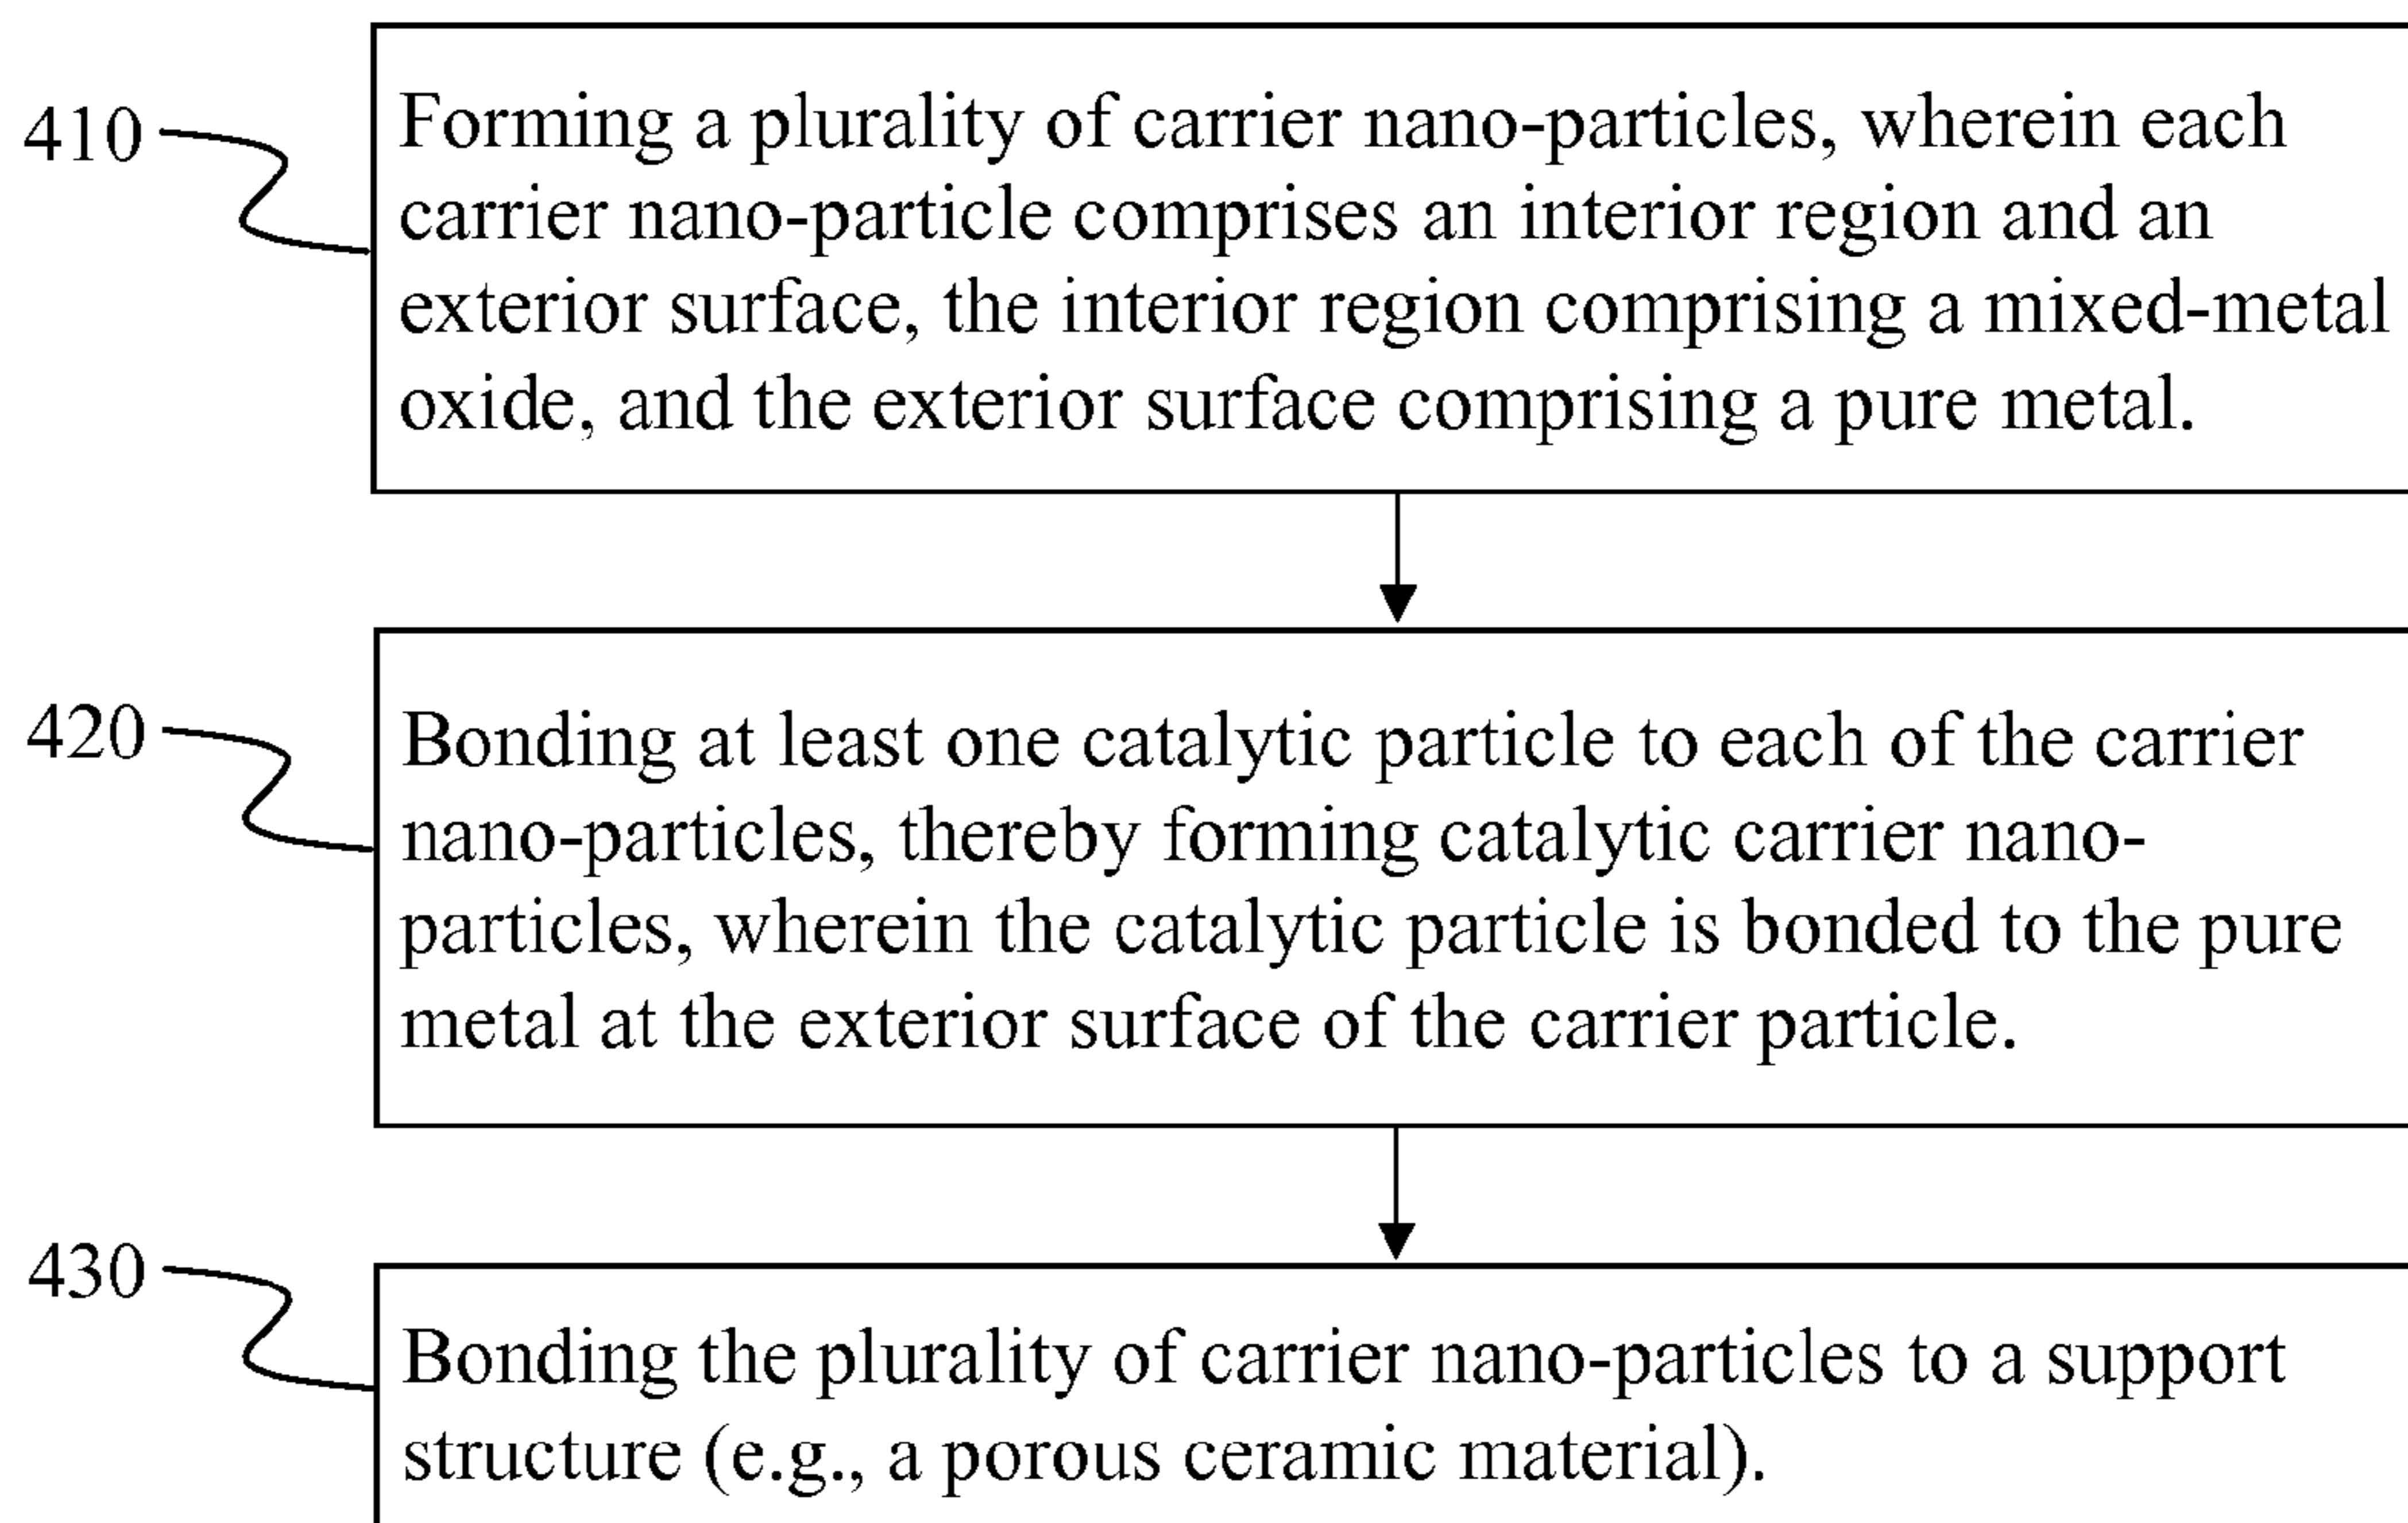 410
Forming a plurality of carrier nano-particles, wherein each
carrier nano-particle comprises an interior region and an
exterior surface, the interior region comprising a mixed-metal
oxide, and the exterior surface comprising a pure metal.
420
Bonding at least one catalytic particle to each of the carrier
nano-particles, thereby forming catalytic carrier nano-
particles, wherein the catalytic particle is bonded to the pure
metal at the exterior surface of the carrier particle.
430
Bonding the plurality of carrier nano-particles to a support
structure (e.g., a porous ceramic material).